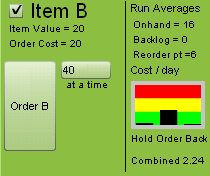 Item B
Item Value = 20
Order Cost = 20
Order B
40
at a time
Run Averages
Onhand = 16
Backlog = 0
Reorder pt =6
Cost / day
Hold Order Back
Combined 2.24